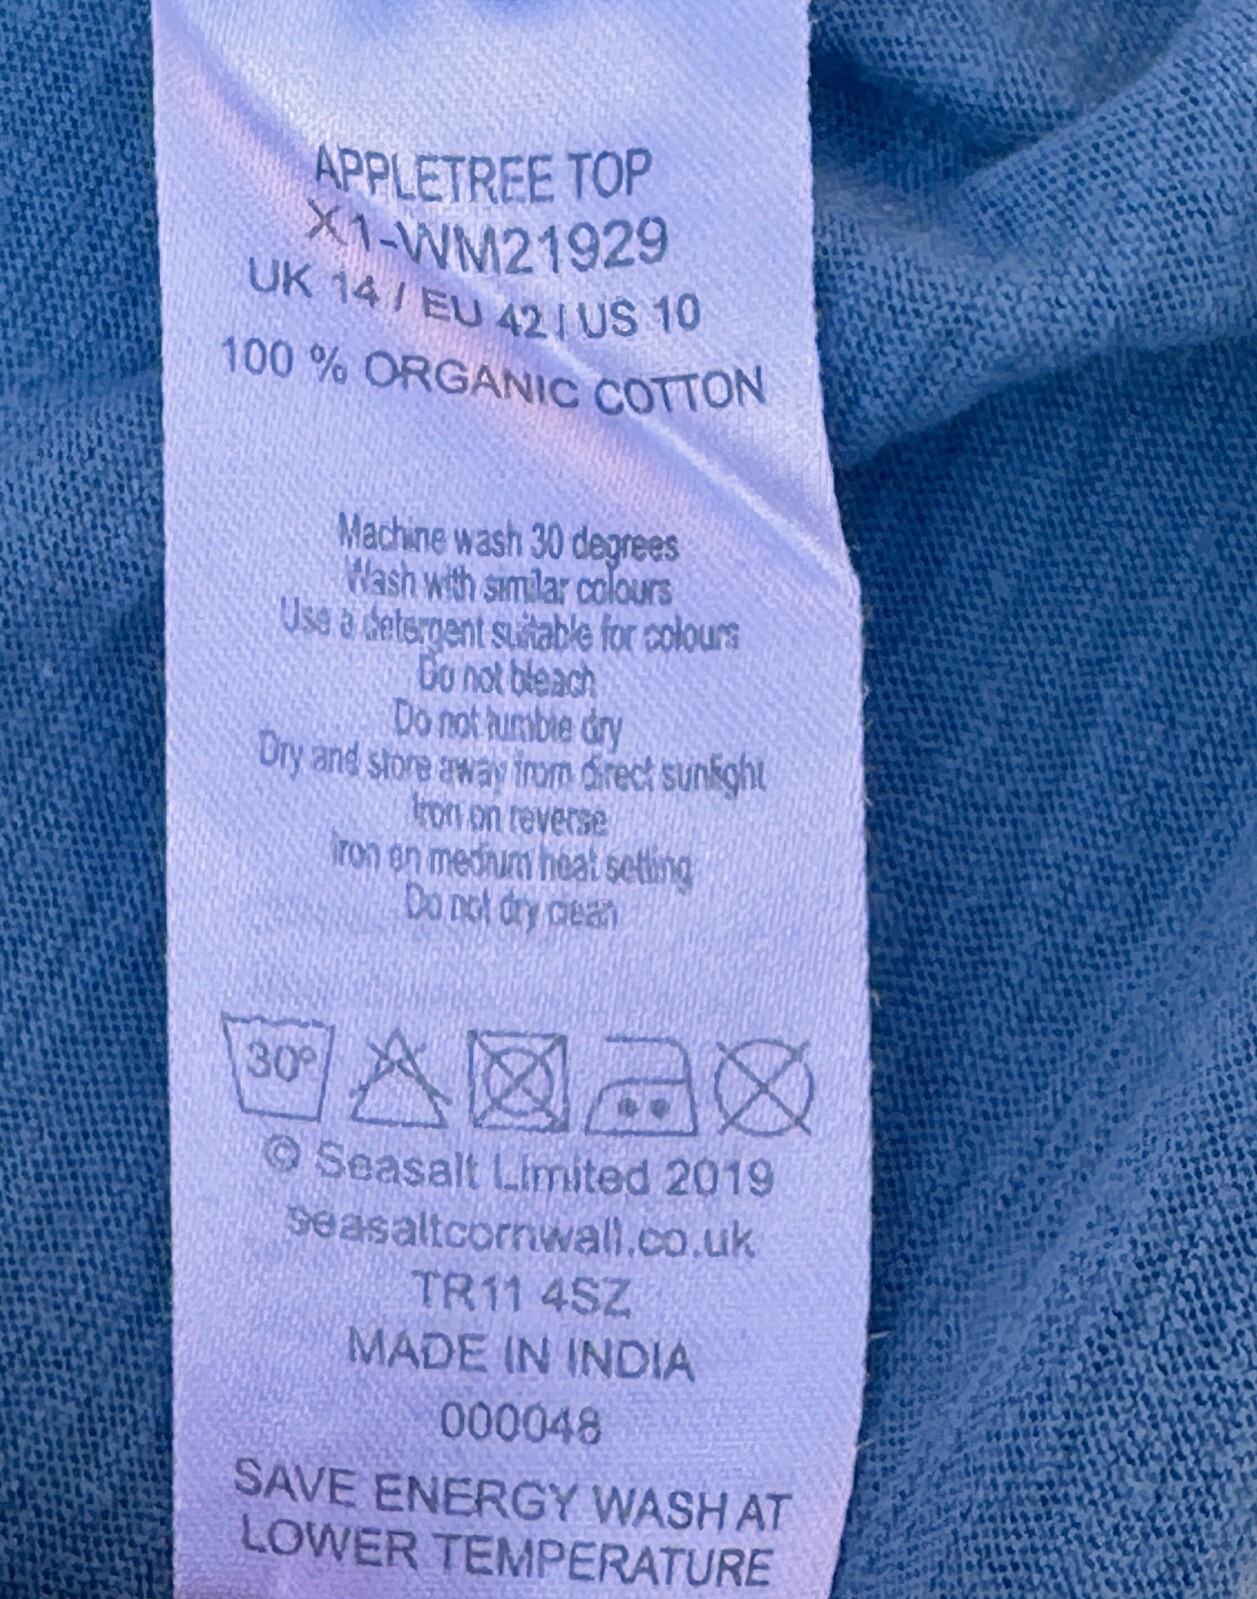 APPLETREE TOP
X1-WM21929
UK 14 / EU 42 / US 10
100 % ORGANIC COTTON
Machine wash 30 degrees
Wash with similar colours
Use a detergent suitable for colours
Do not bleach
Do not tumble dry
Dry and store away from direct sunlight
Iron on reverse
Iron on medium heat setting
Do not dry clean
30°
© Seasalt Limited 2019
seasaltcornwall.co.uk
TR11 4SZ
MADE IN INDIA
000048
SAVE ENERGY WASH AT
LOWER TEMPERATURE